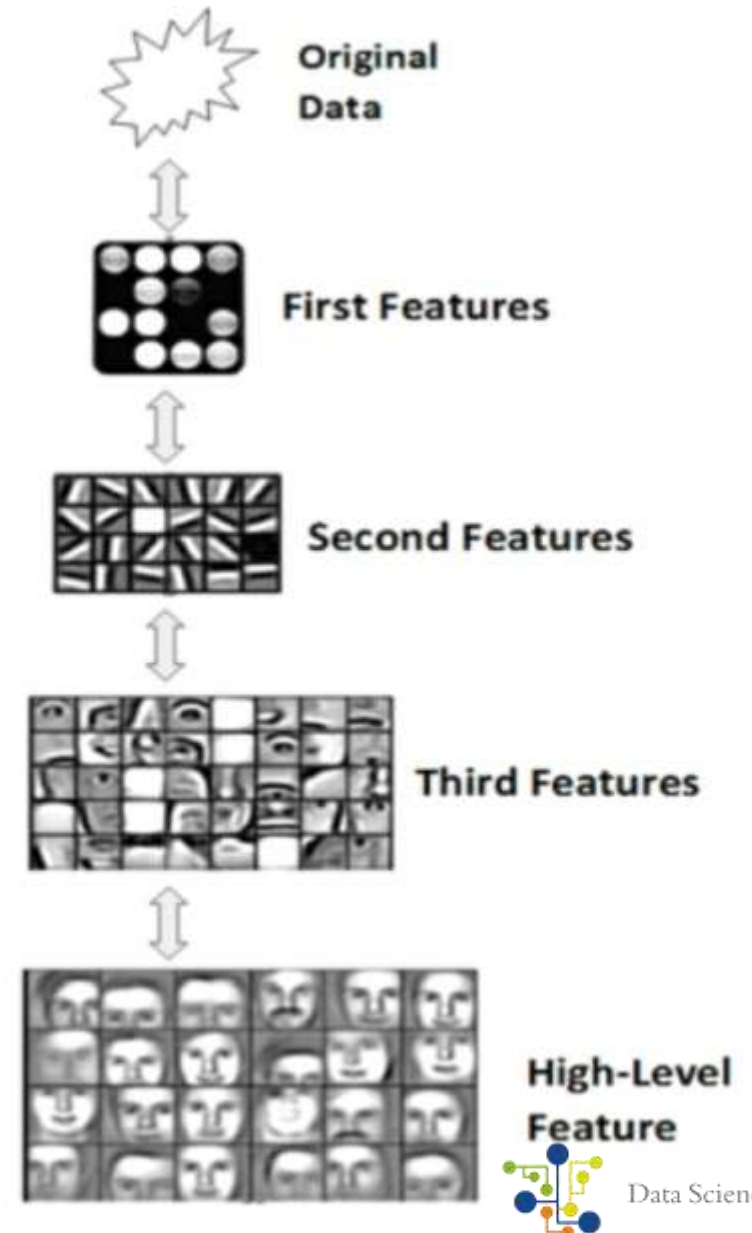 Original
Data
First Features
Second Features
Third Features
High-Level
Feature